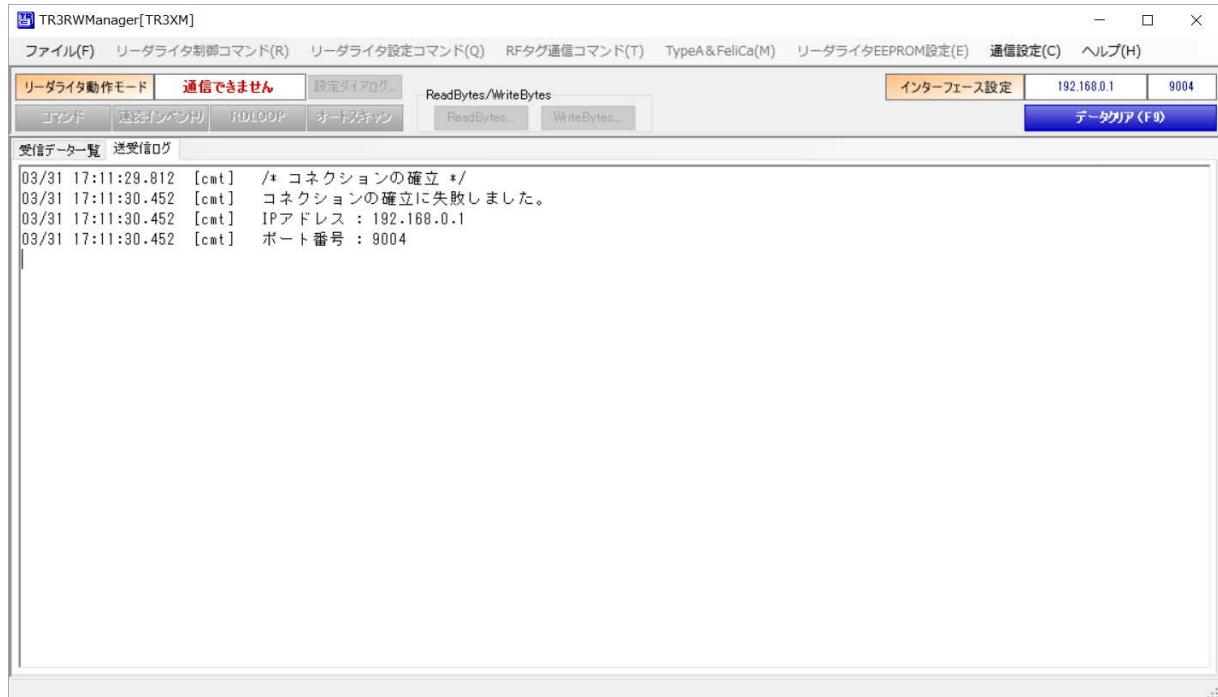 TR3RWManager[TR3XM]
ファイル(F) リーダライタ制御コマンド(R) リーダライタ設定コマンド(Q) RFタグ通信コマンド(T) TypeA&FeliCa(M) リーダライタEEPROM設定(E) 通信設定(C) ヘルプ(H)
リーダライタ動作モード 通信できません 設定ダイアログ... ReadBytes/WriteBytes インターフェース設定 192.168.0.1 9004
コマンド 連続インベントリ RDLOOP オートスキャン ReadBytes... WriteBytes... データクリア(F9)
受信データ一覧 送受信ログ
03/31 17:11:29.812 [cmt] /* コネクションの確立 */
03/31 17:11:30.452 [cmt] コネクションの確立に失敗しました。
03/31 17:11:30.452 [cmt] IPアドレス : 192.168.0.1
03/31 17:11:30.452 [cmt] ポート番号 : 9004